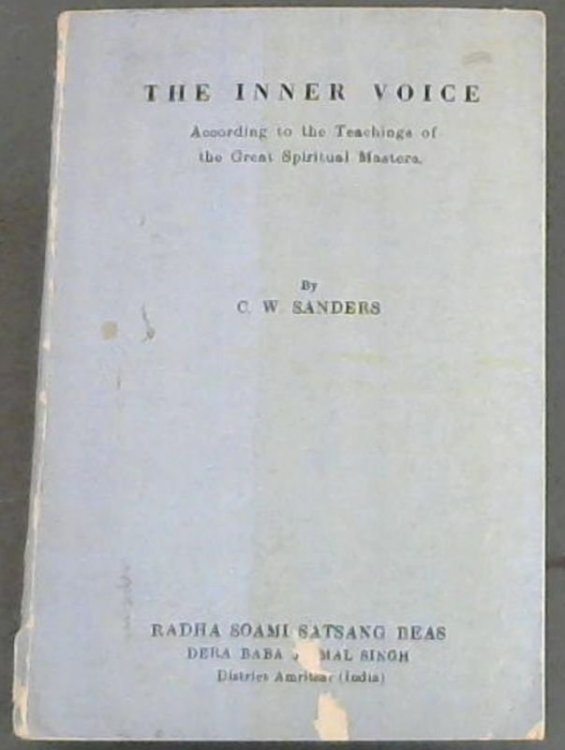 THE INNER VOICE
According to the Teachings of
the Great Spiritual Masters.
By
C. W. SANDERS
RADHA SOAMI SATSANG BEAS
DERA BABA MAL SINGH
District Amritsar (India)